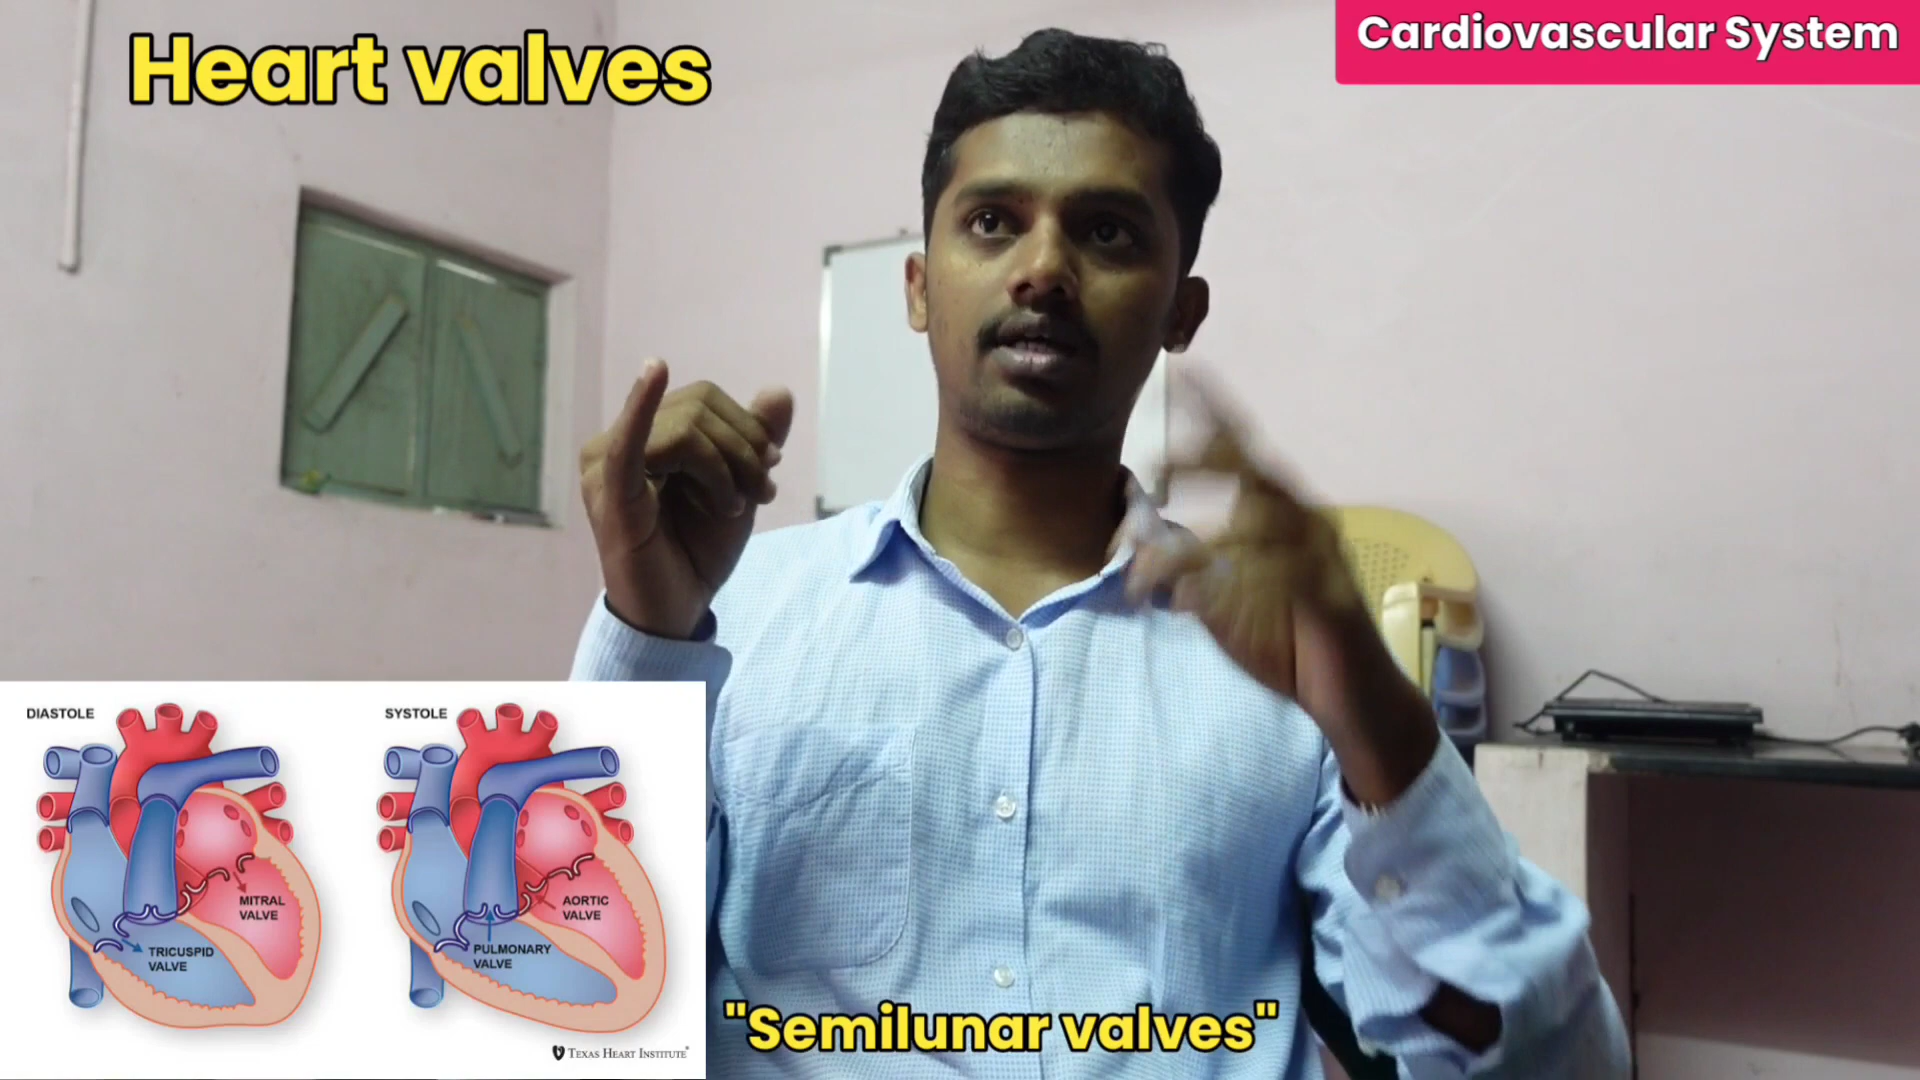 Heart valves
Cardiovascular System
DIASTOLE
SYSTOLE
MITRAL
VALVE
TRICUSPID
VALVE
AORTIC
VALVE
PULMONARY
VALVE
TEXAS HEART INSTITUTE
"Semilunar valves"